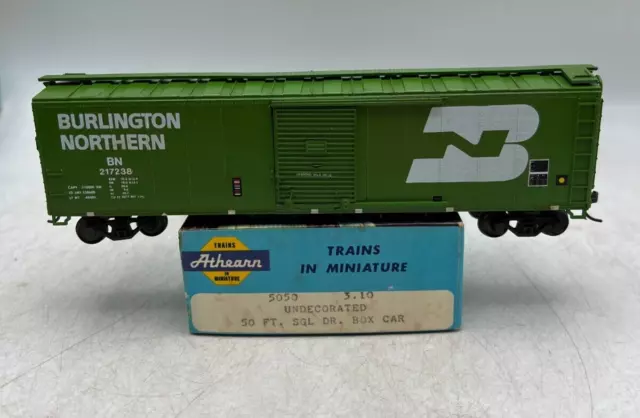 BURLINGTON
NORTHERN
BN
217238
TRAINS
Athearn
IN
MINIATURE
TRAINS
IN MINIATURE
5050 3.10
UNDECORATED
50 FT. SGL DR. BOX CAR